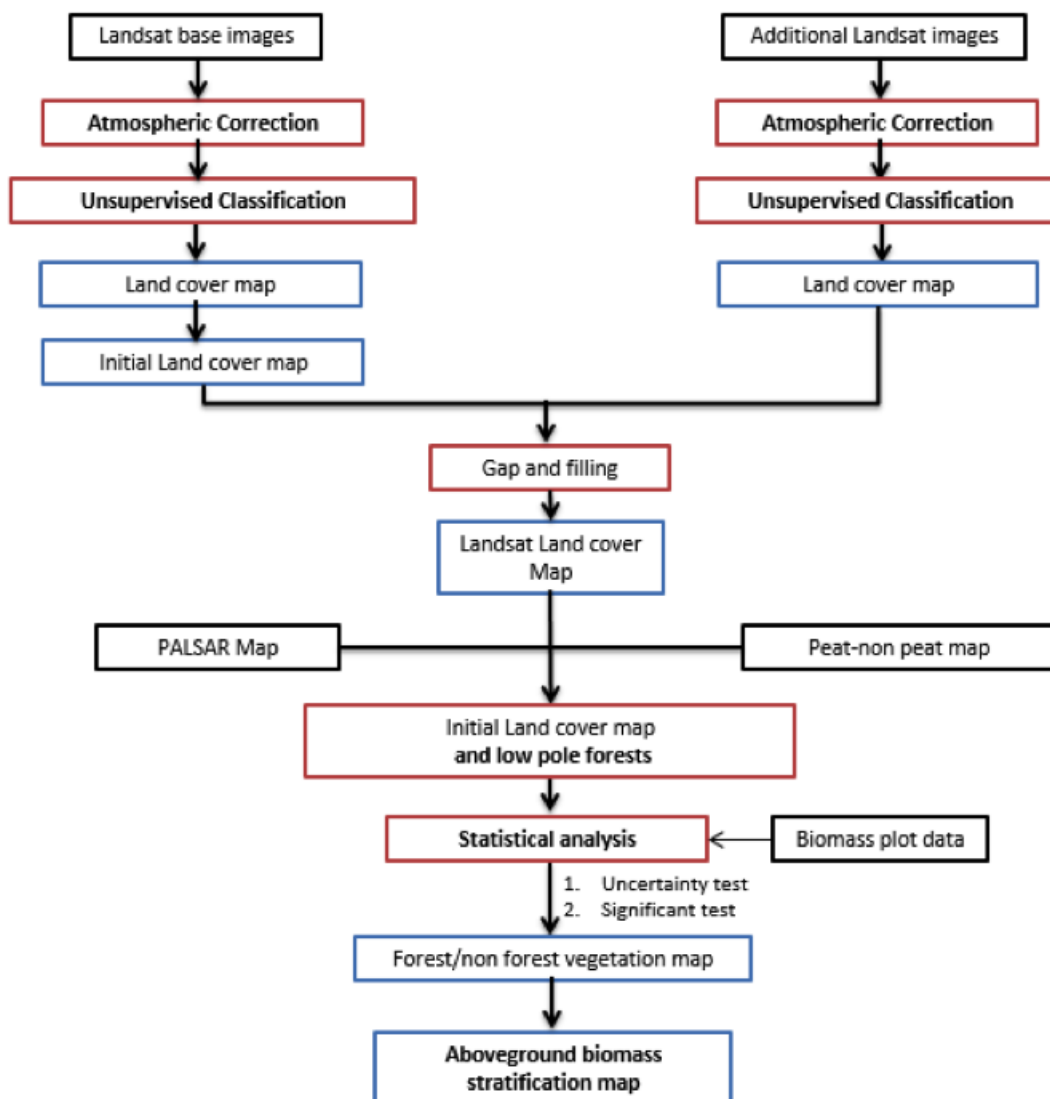 Landsat base images
Additional Landsat images
Atmospheric Correction
Atmospheric Correction
Unsupervised Classification
Unsupervised Classification
Land cover map
Land cover map
Initial Land cover map
Gap and filling
Landsat Land cover
Map
PALSAR Map
Peat-non peat map
Initial Land cover map
and low pole forests
Statistical analysis
Biomass plot data
1. Uncertainty test
2. Significant test
Forest/non forest vegetation map
Aboveground biomass
stratification map